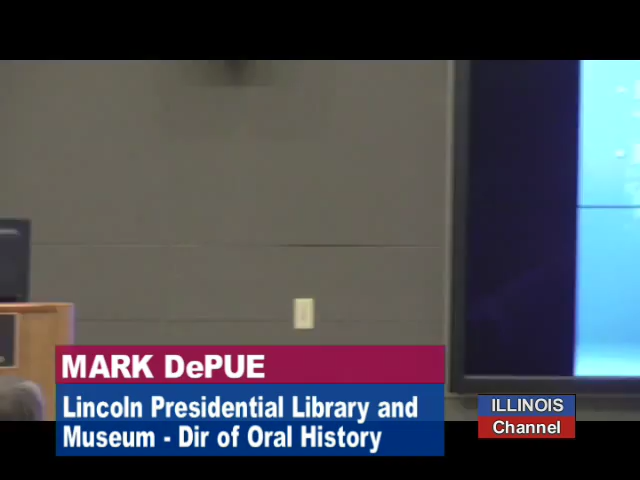 MARK DePUE
Lincoln Presidential Library and
Museum - Dir of Oral History
ILLINOIS
Channel